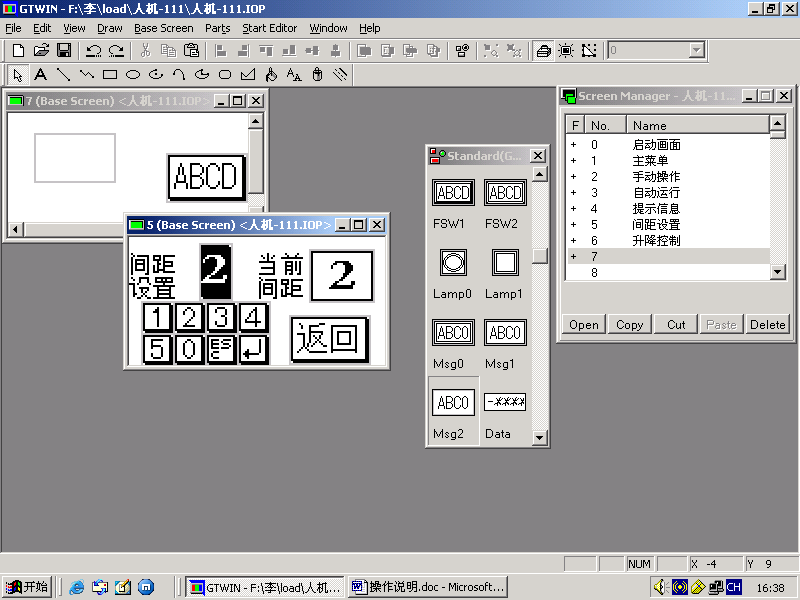 GTWIN - F:\李\load\人机-111\人机-111.IOP
File Edit View Draw Base Screen Parts Start Editor Window Help
0
7 (Base Screen) <人机-111.IOP>
ABCD
5 (Base Screen) <人机-111.IOP>
间距设置
2
当前间距
2
1 2 3 4
5 0 ESC
返回
Standard(G...
ABCD ABCD
FSW1 FSW2
Lamp0 Lamp1
ABC0 ABC0
Msg0 Msg1
ABC0 -****
Msg2 Data
Screen Manager - 人机-11...
F No. Name
+ 0 启动画面
+ 1 主菜单
+ 2 手动操作
+ 3 自动运行
+ 4 提示信息
+ 5 间距设置
+ 6 升降控制
+ 7
8
Open Copy Cut Paste Delete
NUM X -4 Y 9
开始 GTWIN - F:\李\load\人机... 操作说明.doc - Microsoft... CH 16:38